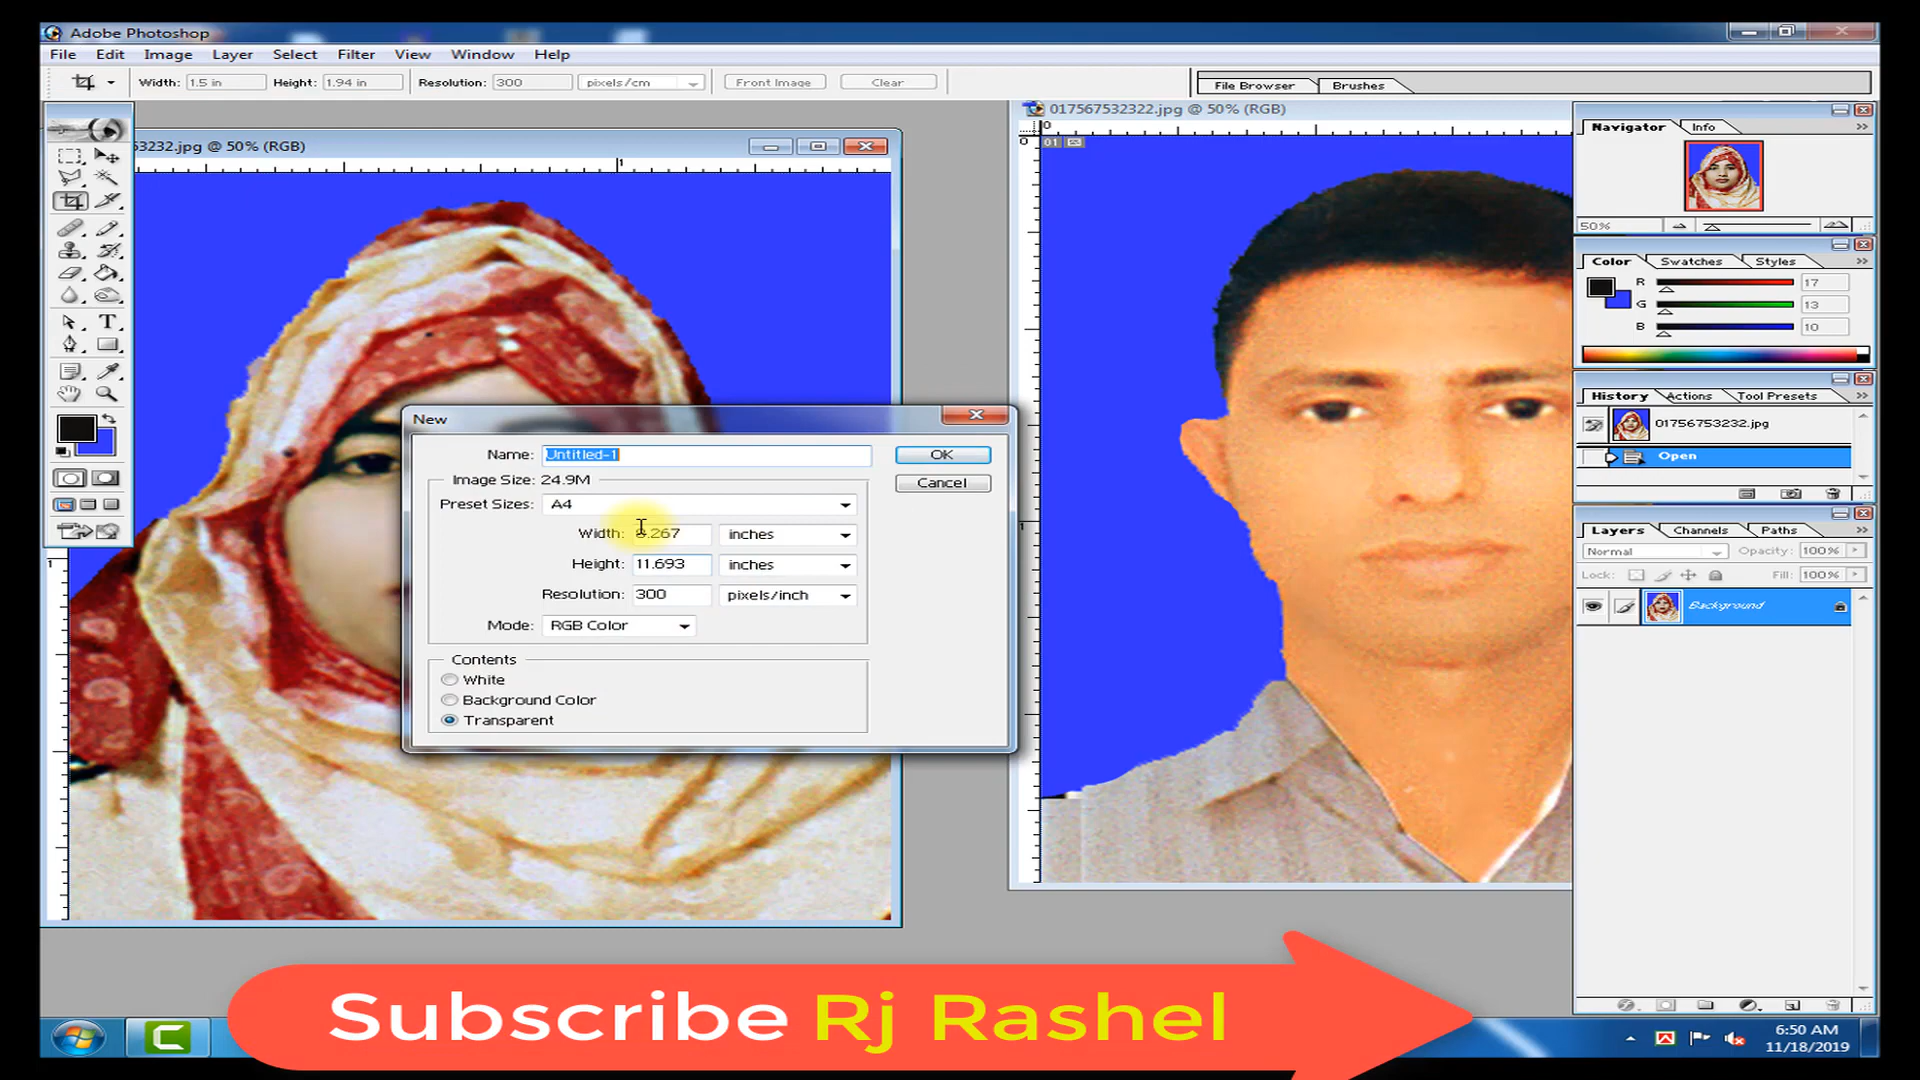 Adobe Photoshop
File Edit Image Layer Select Filter View Window Help
Width: 1.5 in Height: 1.94 in Resolution: 300 pixels/cm Front Image Clear
File Browser Brushes
53232.jpg @ 50% (RGB)
017567532322.jpg @ 50% (RGB)
Navigator Info
50%
Color Swatches Styles
R 17
G 13
B 10
History Actions Tool Presets
01756753232.jpg
Open
Layers Channels Paths
Normal Opacity: 100%
Lock: Fill: 100%
Background
New
Name: Untitled-1 OK
Image Size: 24.9M Cancel
Preset Sizes: A4
Width: 8.267 inches
Height: 11.693 inches
Resolution: 300 pixels/inch
Mode: RGB Color
Contents
White
Background Color
Transparent
Subscribe Rj Rashel
6:50 AM
11/18/2019